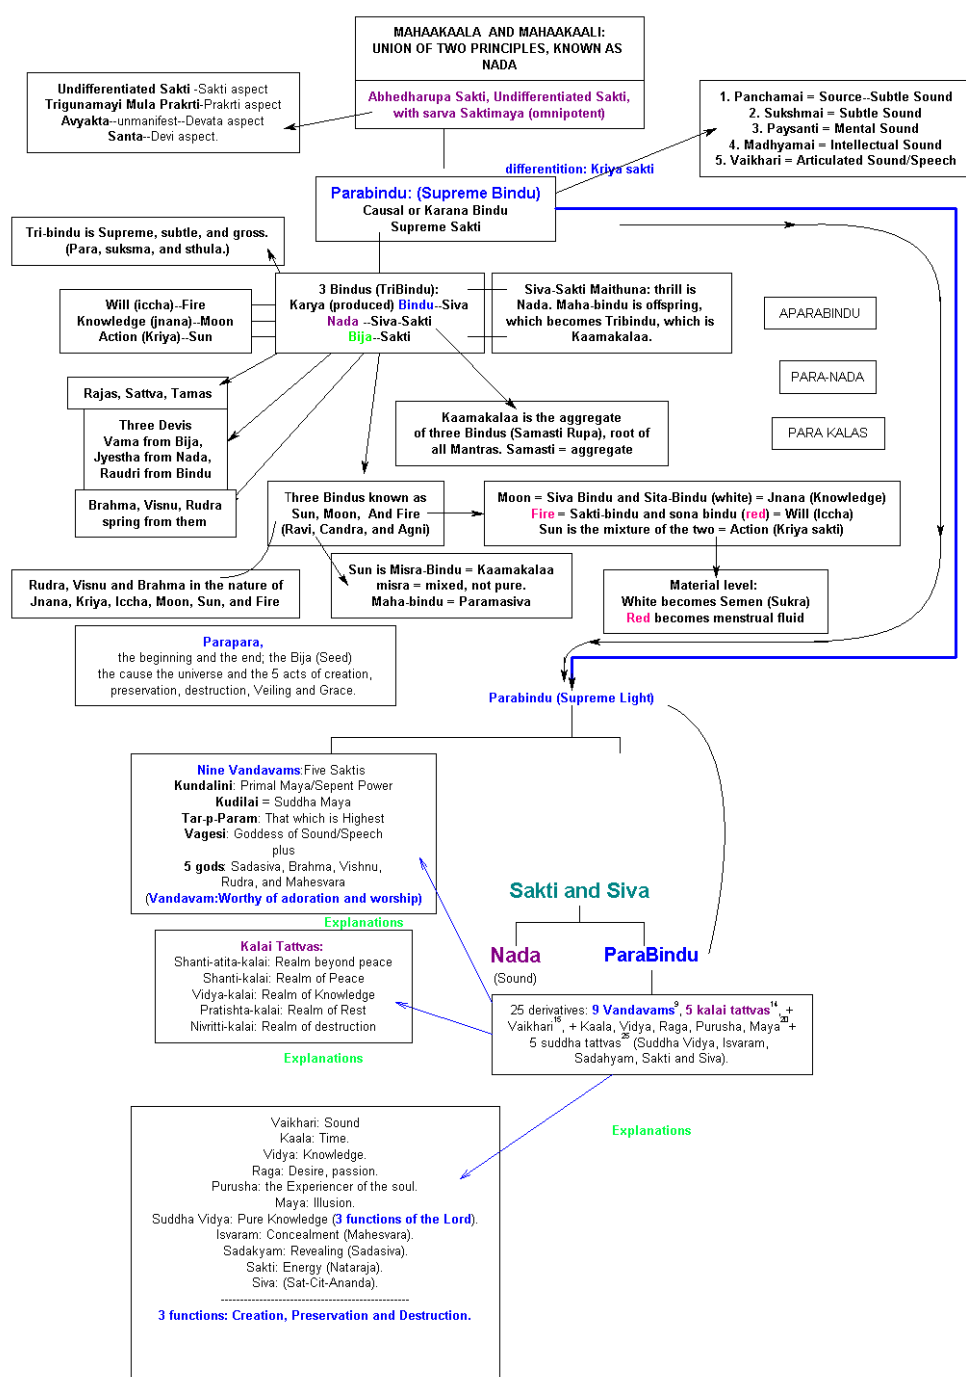 MAHAAKAALA AND MAHAAKAALI:
UNION OF TWO PRINCIPLES, KNOWN AS
NADA
Abhedharupa Sakti, Undifferentiated Sakti,
with sarva Saktimaya (omnipotent)
Undifferentiated Sakti -Sakti aspect
Trigunamayi Mula Prakrti-Prakrti aspect
Avyakta--unmanifest--Devata aspect
Santa--Devi aspect.
1. Panchamai = Source--Subtle Sound
2. Sukshmai = Subtle Sound
3. Paysanti = Mental Sound
4. Madhyamai = Intellectual Sound
5. Vaikhari = Articulated Sound/Speech
differentition: Kriya sakti
Parabindu: (Supreme Bindu)
Causal or Karana Bindu
Supreme Sakti
Tri-bindu is Supreme, subtle, and gross.
(Para, suksma, and sthula.)
Will (iccha)--Fire
Knowledge (jnana)--Moon
Action (Kriya)--Sun
3 Bindus (TriBindu):
Karya (produced) Bindu--Siva
Nada --Siva-Sakti
Bija--Sakti
Siva-Sakti Maithuna: thrill is
Nada. Maha-bindu is offspring,
which becomes Tribindu, which is
Kaamakalaa.
APARABINDU
PARA-NADA
PARA KALAS
Rajas, Sattva, Tamas
Three Devis
Vama from Bija,
Jyestha from Nada,
Raudri from Bindu
Brahma, Visnu, Rudra
spring from them
Kaamakalaa is the aggregate
of three Bindus (Samasti Rupa), root of
all Mantras. Samasti = aggregate
Three Bindus known as
Sun, Moon, And Fire
(Ravi, Candra, and Agni)
Moon = Siva Bindu and Sita-Bindu (white) = Jnana (Knowledge)
Fire = Sakti-bindu and sona bindu (red) = Will (Iccha)
Sun is the mixture of the two = Action (Kriya sakti)
Rudra, Visnu and Brahma in the nature of
Jnana, Kriya, Iccha, Moon, Sun, and Fire
Sun is Misra-Bindu = Kaamakalaa
misra = mixed, not pure.
Maha-bindu = Paramasiva
Material level:
White becomes Semen (Sukra)
Red becomes menstrual fluid
Parapara,
the beginning and the end; the Bija (Seed)
the cause the universe and the 5 acts of creation,
preservation, destruction, Veiling and Grace.
Parabindu (Supreme Light)
Nine Vandavams:Five Saktis
Kundalini: Primal Maya/Sepent Power
Kudilai = Suddha Maya
Tar-p-Param: That which is Highest
Vagesi: Goddess of Sound/Speech
plus
5 gods: Sadasiva, Brahma, Vishnu,
Rudra, and Mahesvara
(Vandavam:Worthy of adoration and worship)
Explanations
Sakti and Siva
Nada
(Sound)
ParaBindu
Kalai Tattvas:
Shanti-atita-kalai: Realm beyond peace
Shanti-kalai: Realm of Peace
Vidya-kalai: Realm of Knowledge
Pratishta-kalai: Realm of Rest
Nivritti-kalai: Realm of destruction
Explanations
25 derivatives: 9 Vandavams9, 5 kalai tattvas14, +
Vaikhari15, + Kaala, Vidya, Raga, Purusha, Maya20+
5 suddha tattvas25 (Suddha Vidya, Isvaram,
Sadahyam, Sakti and Siva).
Explanations
Vaikhari: Sound
Kaala: Time.
Vidya: Knowledge.
Raga: Desire, passion.
Purusha: the Experiencer of the soul.
Maya: Illusion.
Suddha Vidya: Pure Knowledge (3 functions of the Lord).
Isvaram: Concealment (Mahesvara).
Sadakyam: Revealing (Sadasiva).
Sakti: Energy (Nataraja).
Siva: (Sat-Cit-Ananda).
------------------------------------------------
3 functions: Creation, Preservation and Destruction.